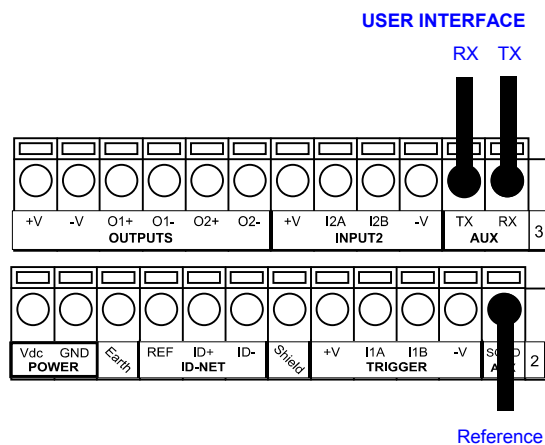 USER INTERFACE
RX TX
+V -V O1+ O1- O2+ O2- +V I2A I2B -V TX RX
OUTPUTS INPUT2 AUX 3
Vdc GND Earth REF ID+ ID- Shield +V I1A I1B -V
POWER ID-NET TRIGGER 2
Reference